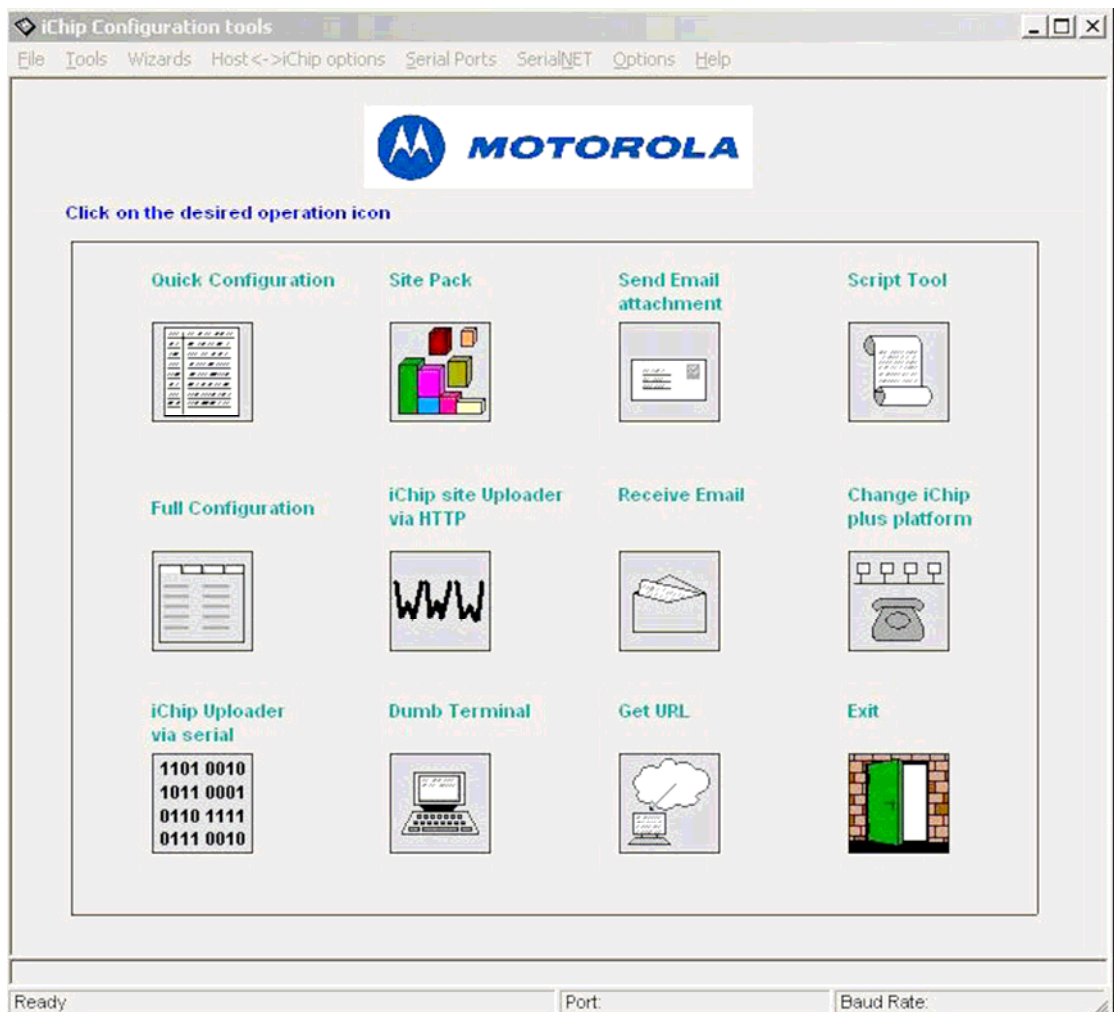 iChip Configuration tools
File Tools Wizards Host<->iChip options Serial Ports SerialNET Options Help
MOTOROLA
Click on the desired operation icon
Quick Configuration
Site Pack
Send Email
attachment
Script Tool
Full Configuration
iChip site Uploader
via HTTP
WWW
Receive Email
Change iChip
plus platform
iChip Uploader
via serial
1101 0010
1011 0001
0110 1111
0111 0010
Dumb Terminal
Get URL
Exit
Ready
Port:
Baud Rate: